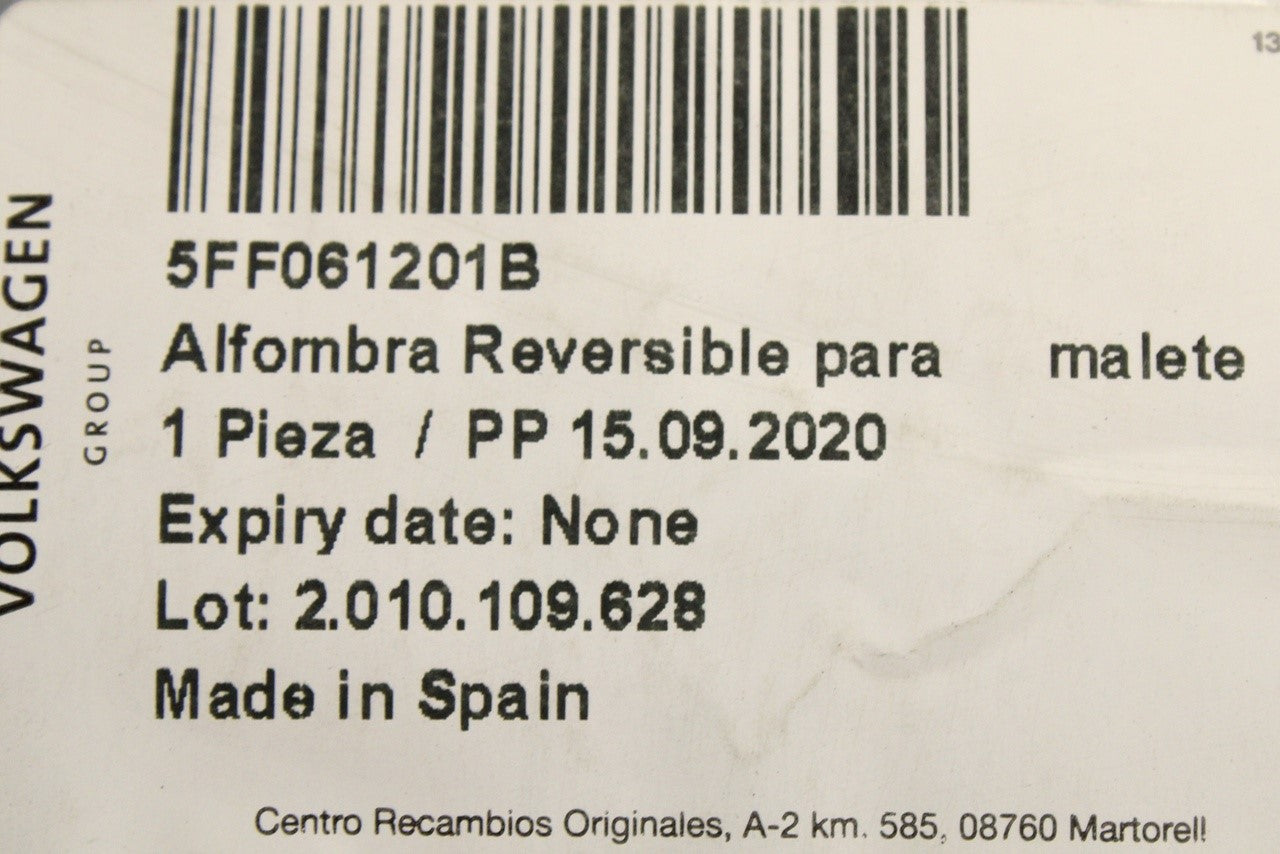 13
5FF061201B
Alfombra Reversible para malete
1 Pieza / PP 15.09.2020
Expiry date: None
Lot: 2.010.109.628
Made in Spain
Centro Recambios Originales, A-2 km. 585, 08760 Martorell
VOLKSWAGEN
GROUP